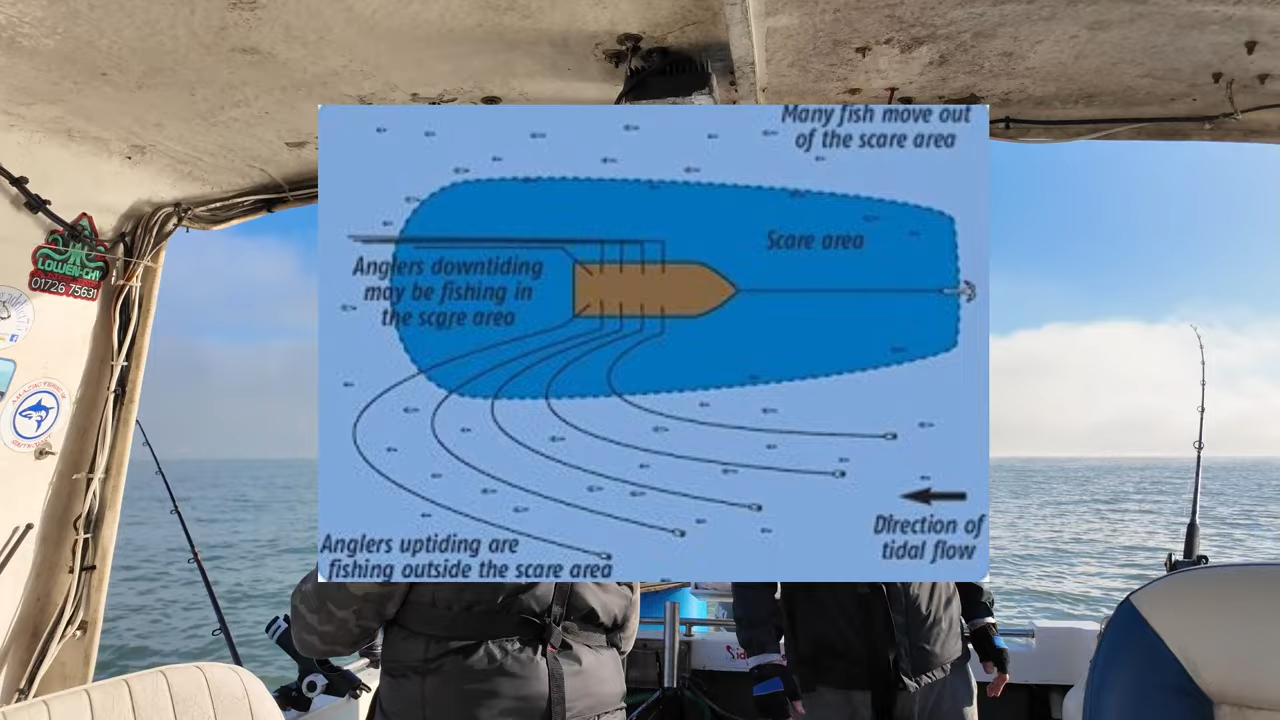 Many fish move out
of the scare area
Scare area
Anglers downtiding
may be fishing in
the scare area
Direction of
tidal flow
Anglers uptiding are
fishing outside the scare area
LOWEN-CHY
01726 75631